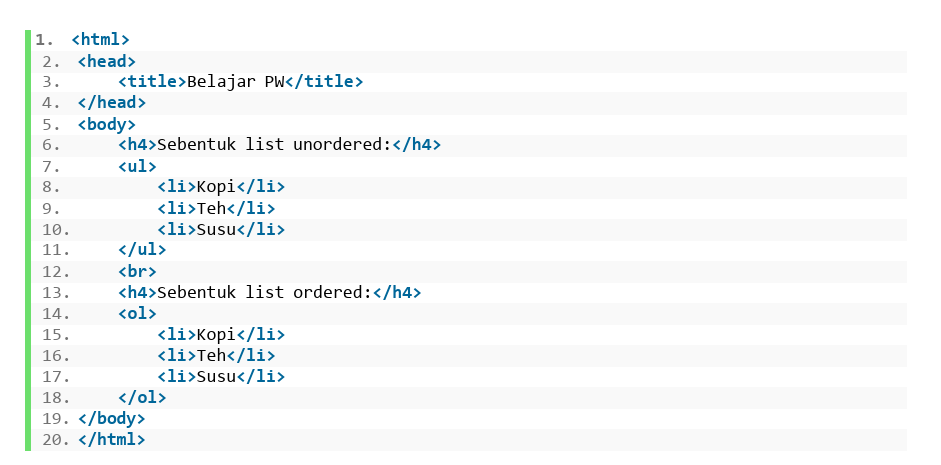 1. <html>
2. <head>
3. <title>Belajar PW</title>
4. </head>
5. <body>
6. <h4>Sebentuk list unordered:</h4>
7. <ul>
8. <li>Kopi</li>
9. <li>Teh</li>
10. <li>Susu</li>
11. </ul>
12. <br>
13. <h4>Sebentuk list ordered:</h4>
14. <ol>
15. <li>Kopi</li>
16. <li>Teh</li>
17. <li>Susu</li>
18. </ol>
19. </body>
20. </html>